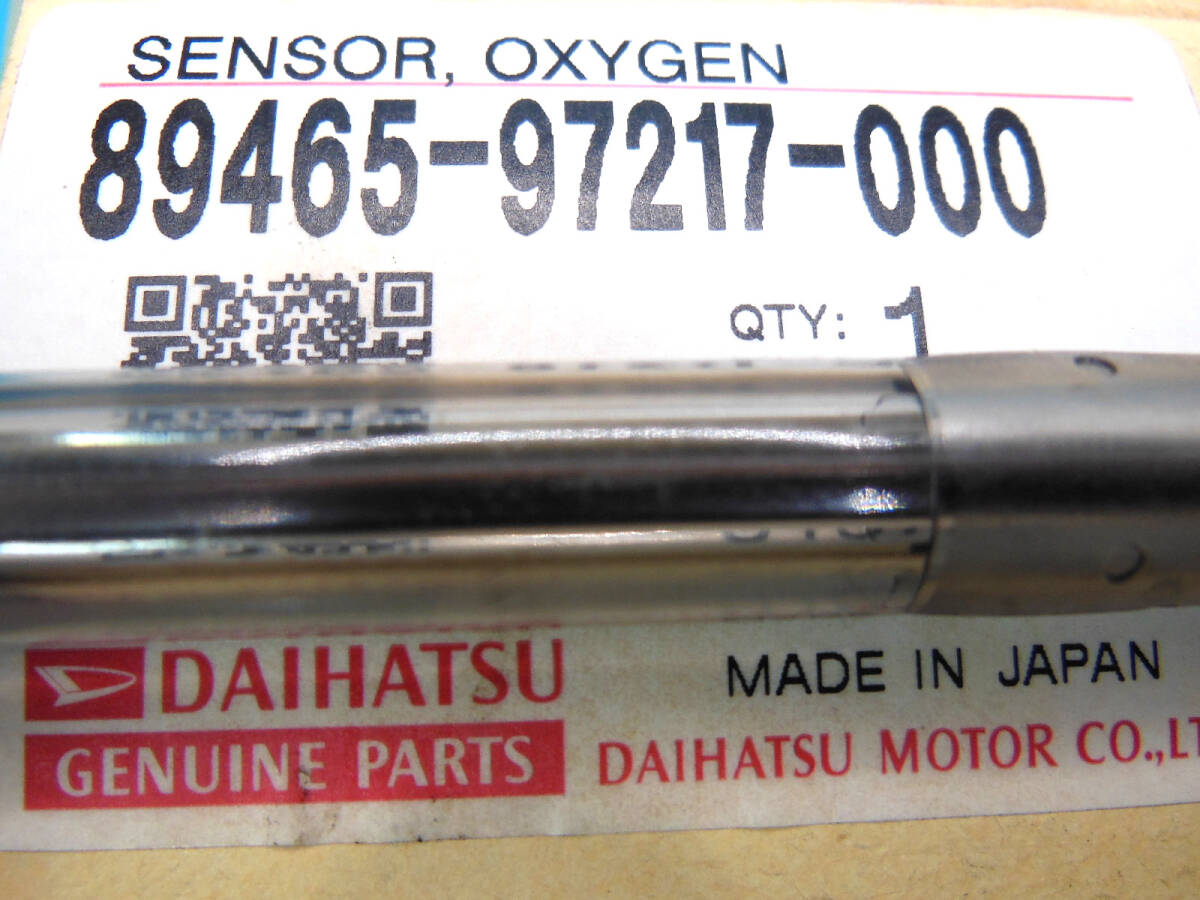 SENSOR, OXYGEN
89465-97217-000
QTY: 1
DAIHATSU
MADE IN JAPAN
GENUINE PARTS
DAIHATSU MOTOR CO.,LT